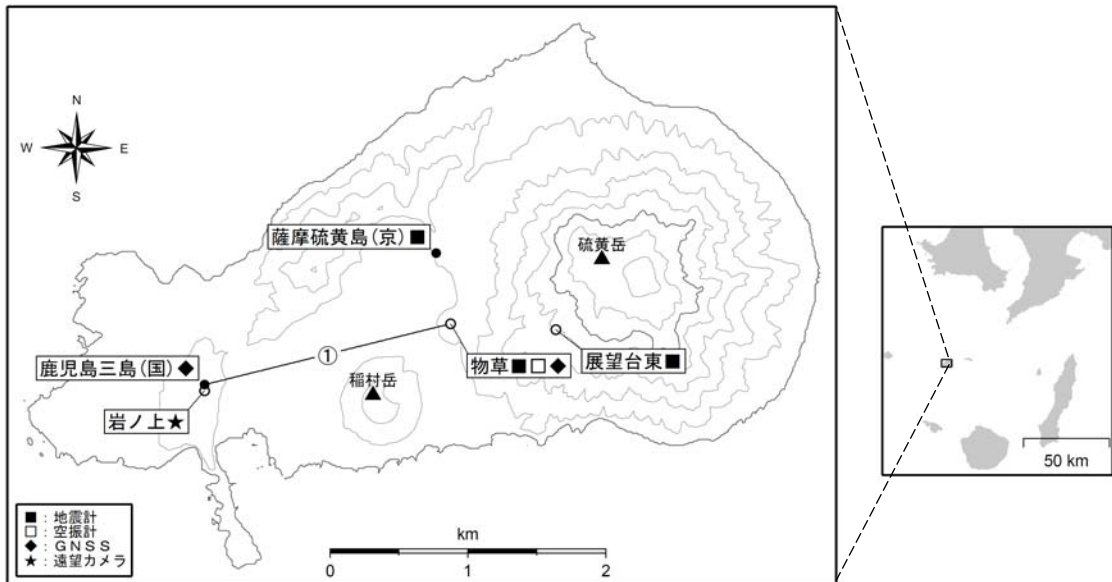 N
W
E
S
薩摩硫黄島(京)■
硫黄岳
鹿児島三島(国)◆
①
物草■□◆
展望台東■
稲村岳
岩ノ上★
■:地震計
□:空振計
◆:GNSS
★:遠望カメラ
km
0 1 2
50 km